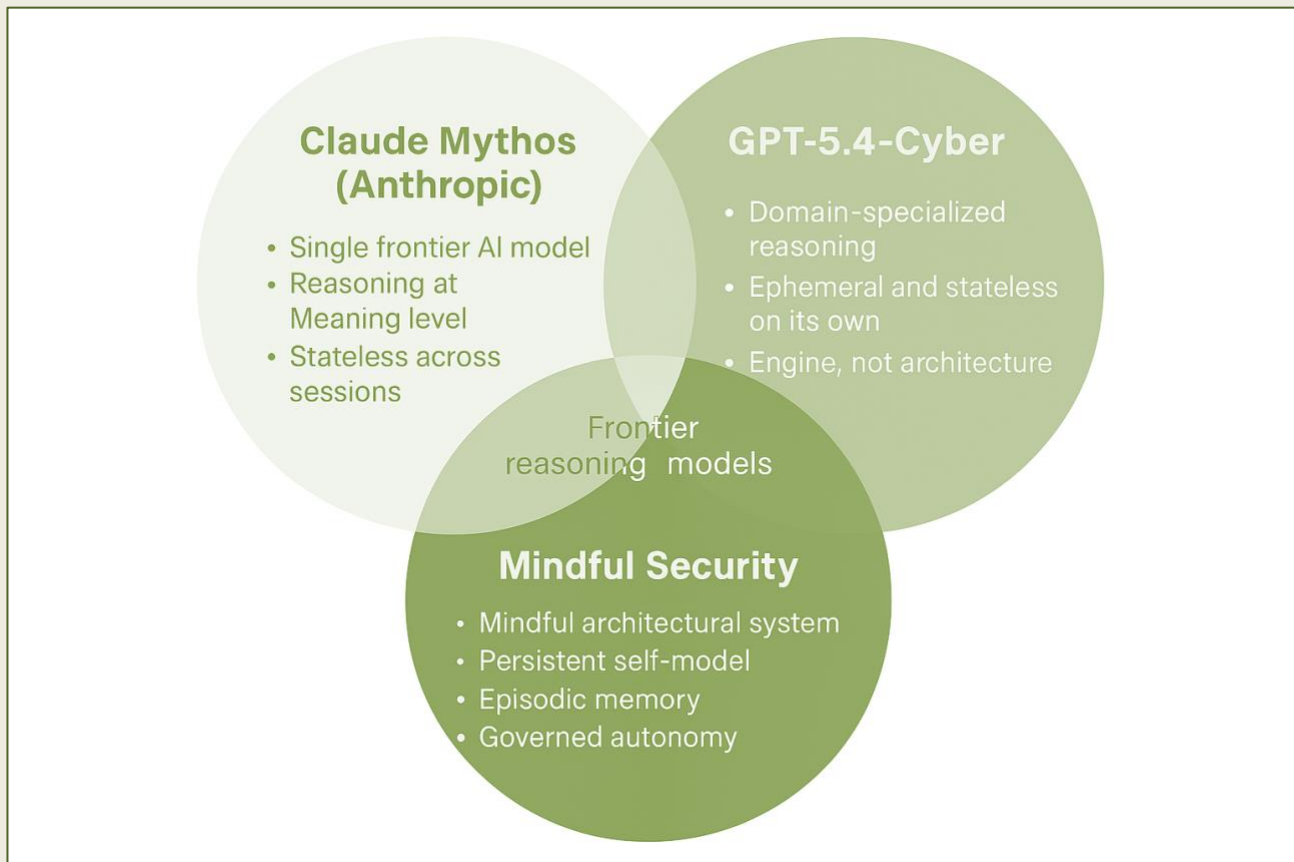 Claude Mythos
(Anthropic)
• Single frontier AI model
• Reasoning at
Meaning level
• Stateless across
sessions
GPT-5.4-Cyber
• Domain-specialized
reasoning
• Ephemeral and stateless
on its own
• Engine, not architecture
Frontier
reasoning models
Mindful Security
• Mindful architectural system
• Persistent self-model
• Episodic memory
• Governed autonomy